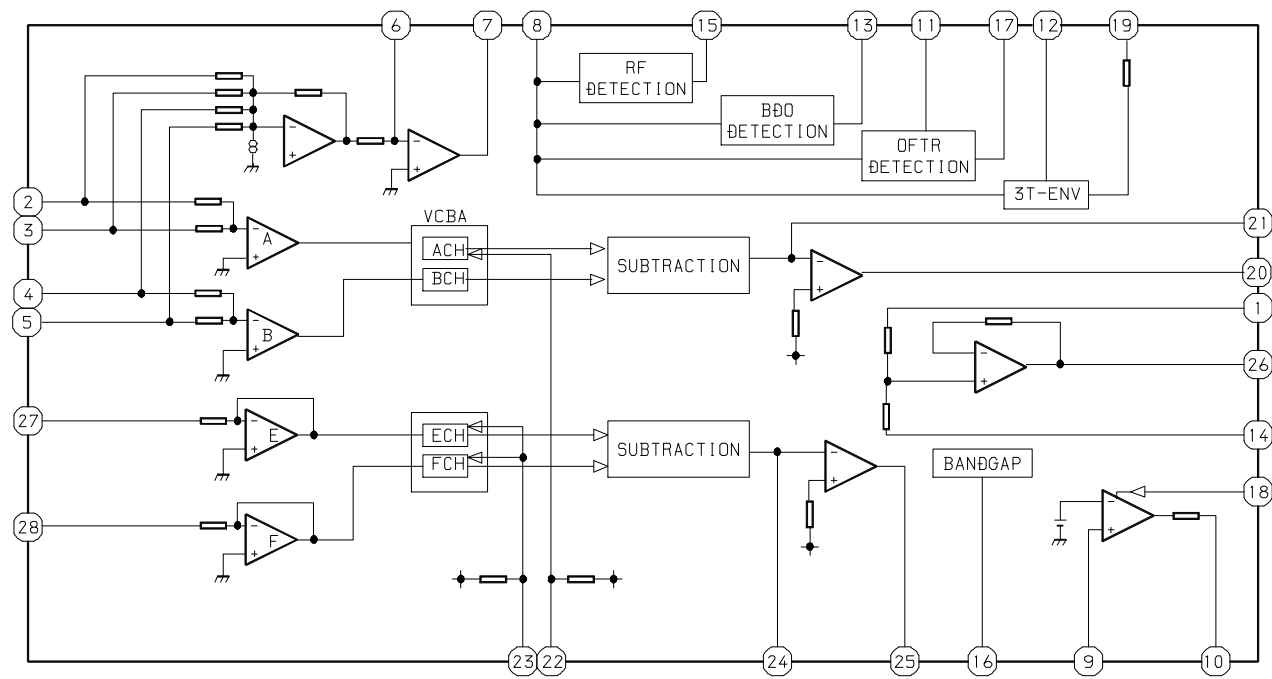 6 7 8 15 13 11 17 12 19
RF
DETECTION
BDO
DETECTION
OFTR
DETECTION
3T-ENV
−
+
−
+
2
3
A
−
+
VCBA
ACH
BCH
SUBTRACTION
−
+
21
20
4
5
B
−
+
1
−
+
26
27
E
−
+
ECH
FCH
SUBTRACTION
−
+
14
BANDGAP
18
−
+
28
F
−
+
23 22 24 25 16 9 10